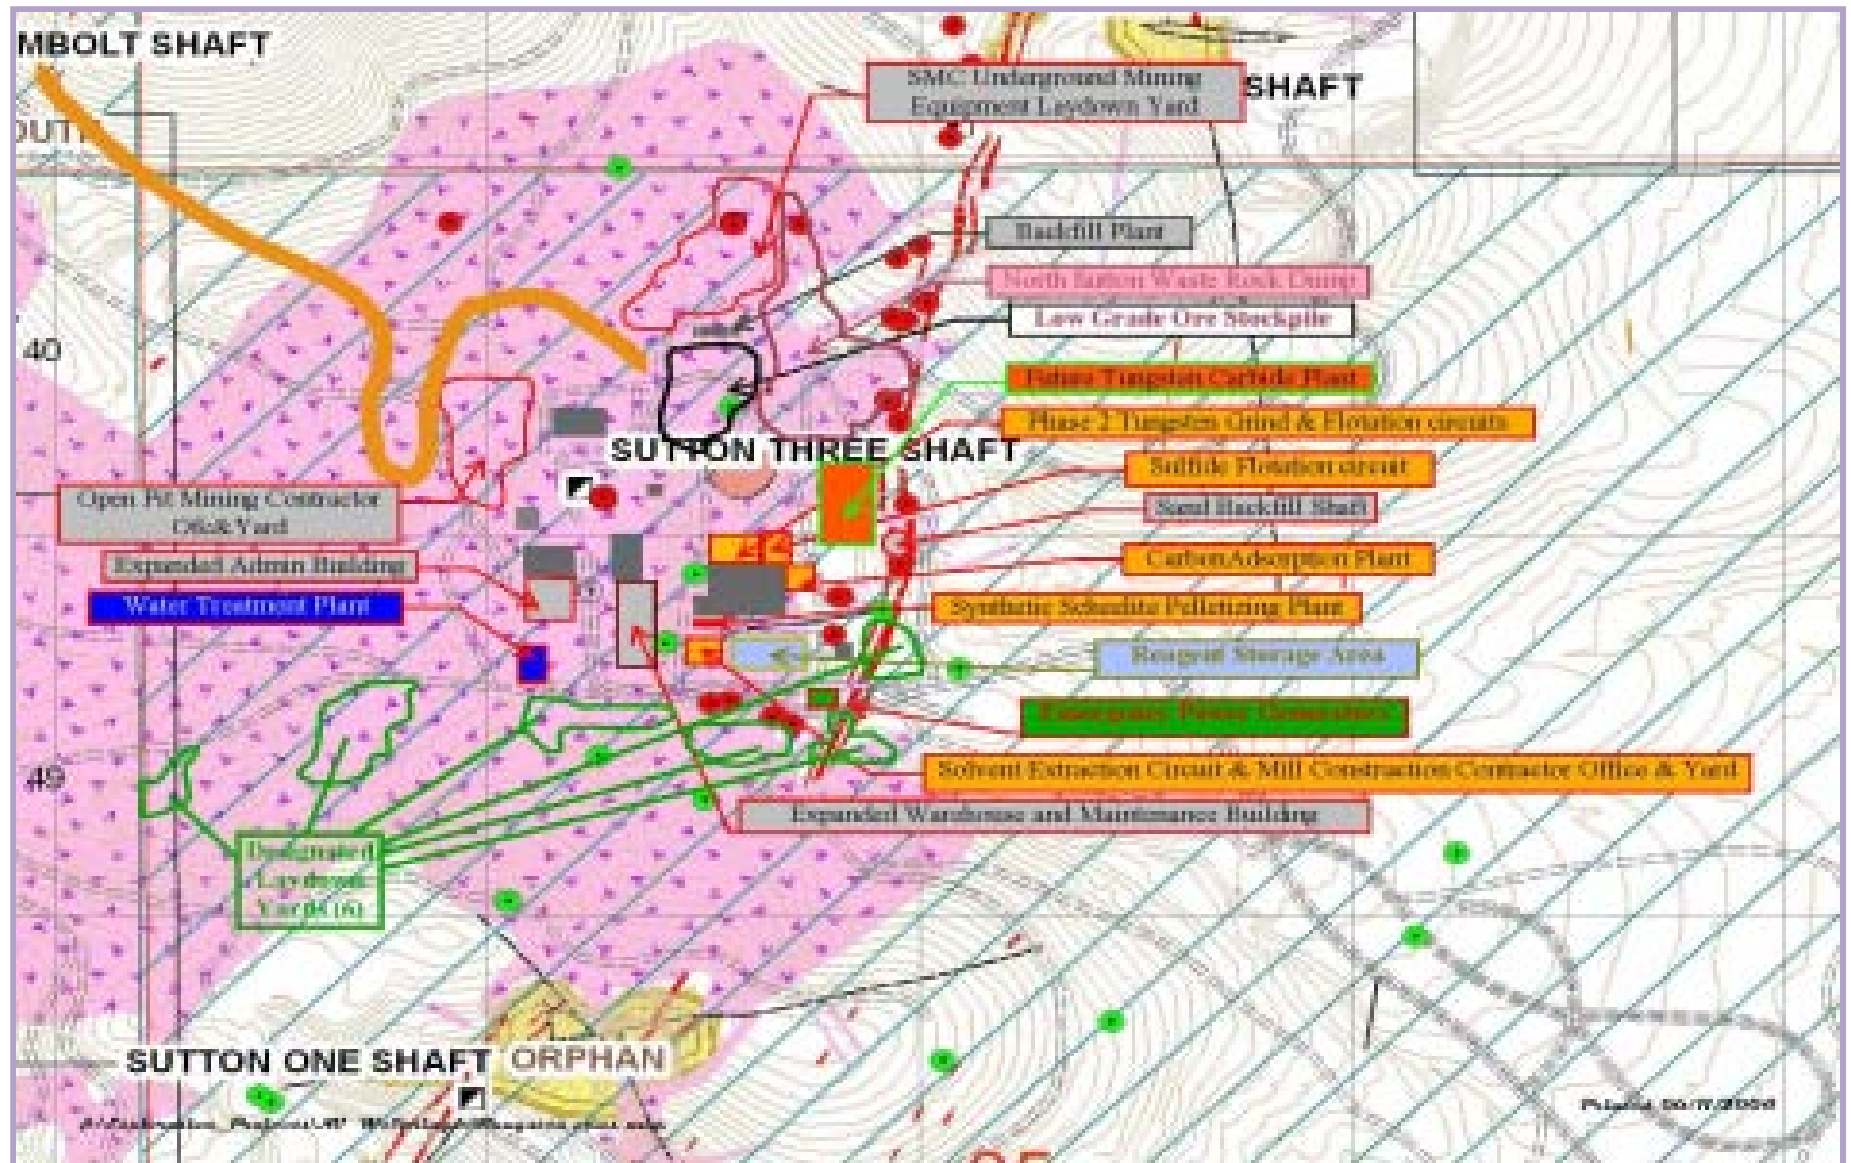 MBOLT SHAFT
SMC Underground Mining
Equipment Laydown Yard
SHAFT
OUT
Backfill Plant
North Sutton Waste Rock Dump
Low Grade Ore Stockpile
40
Future Tungsten Carbide Plant
Phase 2 Tungsten Grind & Flotation circuits
SUTTON THREE SHAFT
Sulfide Flotation circuit
Open Pit Mining Contractor
Yard
Sand Backfill Shaft
Expanded Admin Building
Carbon Adsorption Plant
Water Treatment Plant
Synthetic Scheelite Pelletizing Plant
Reagent Storage Area
Emergency Power Generators
49
Solvent Extraction Circuit & Mill Construction Contractor Office & Yard
Expanded Warehouse and Maintenance Building
Designated
Laydown
Yards (6)
SUTTON ONE SHAFT
ORPHAN